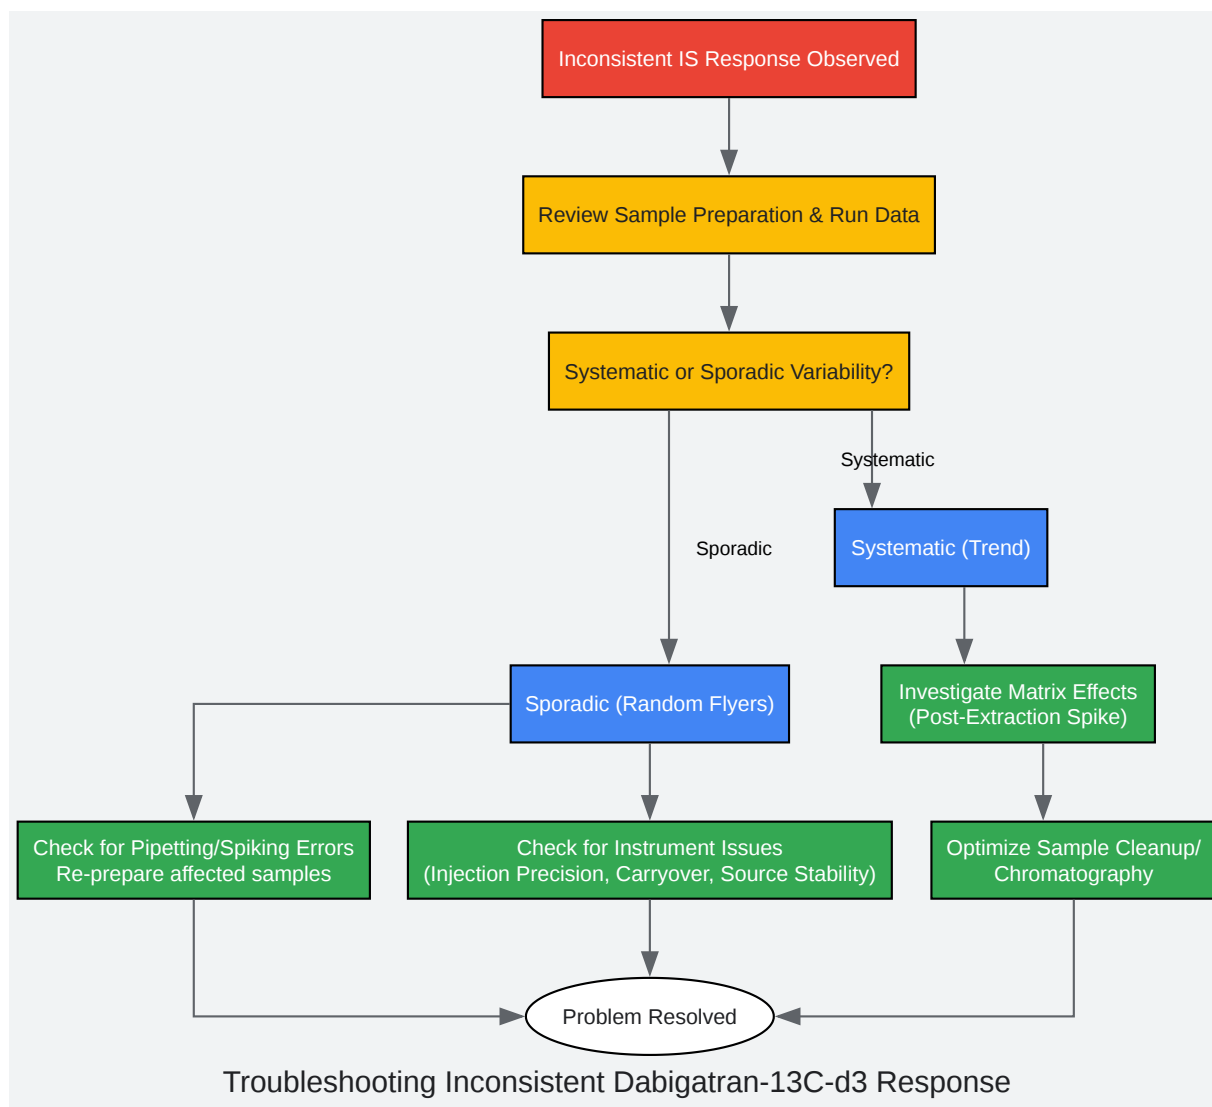 Inconsistent IS Response Observed
Review Sample Preparation & Run Data
Systematic or Sporadic Variability?
Systematic
Sporadic
Systematic (Trend)
Sporadic (Random Flyers)
Investigate Matrix Effects
(Post-Extraction Spike)
Check for Pipetting/Spiking Errors
Re-prepare affected samples
Check for Instrument Issues
(Injection Precision, Carryover, Source Stability)
Optimize Sample Cleanup/
Chromatography
Problem Resolved
Troubleshooting Inconsistent Dabigatran-13C-d3 Response